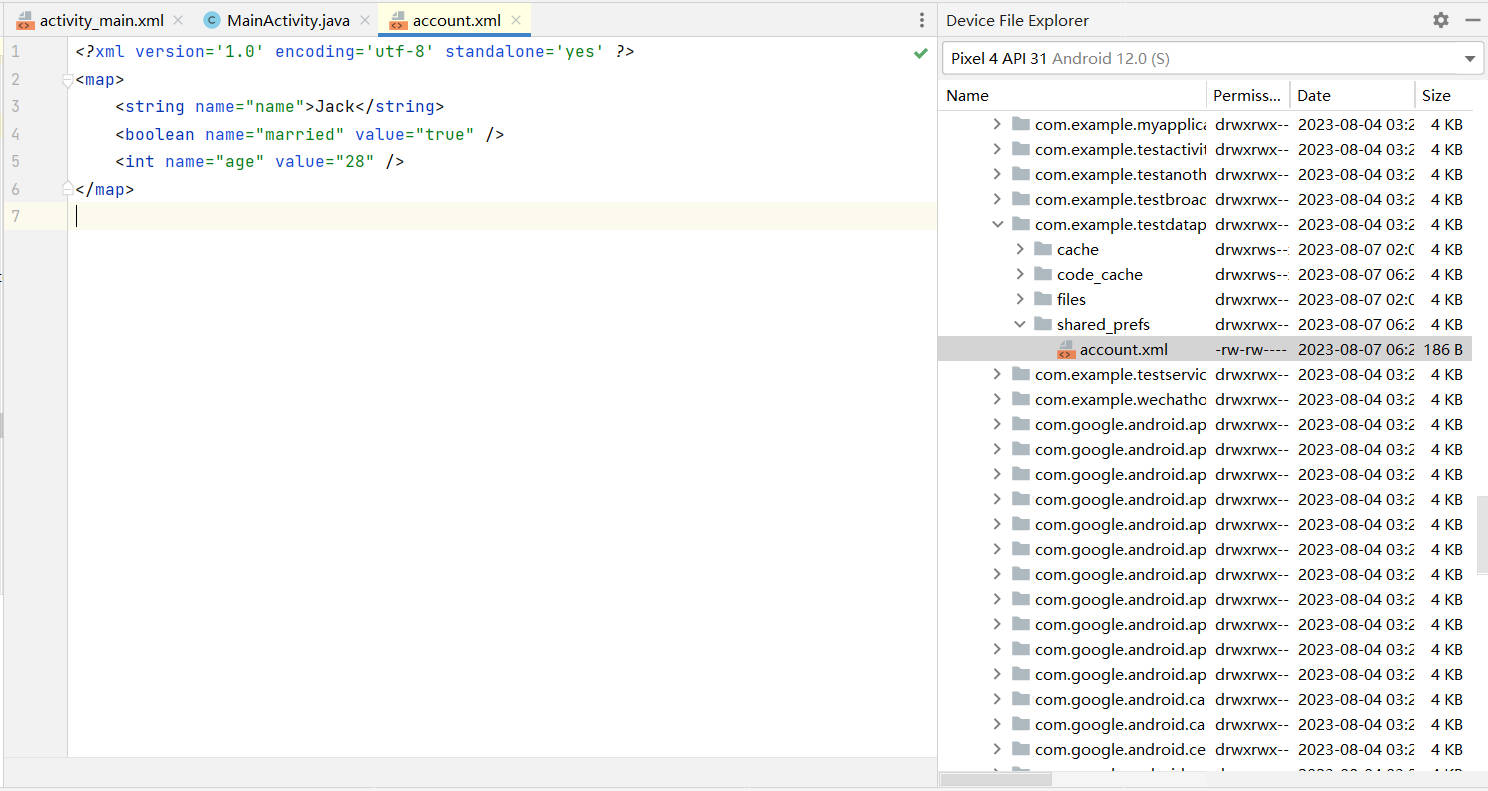 activity_main.xml MainActivity.java account.xml
1 <?xml version='1.0' encoding='utf-8' standalone='yes' ?>
2 <map>
3 <string name="name">Jack</string>
4 <boolean name="married" value="true" />
5 <int name="age" value="28" />
6 </map>
7
Device File Explorer
Pixel 4 API 31 Android 12.0 (S)
Name Permiss... Date Size
com.example.myapplica drwxrwx-- 2023-08-04 03:2 4 KB
com.example.testactivit drwxrwx-- 2023-08-04 03:2 4 KB
com.example.testanoth drwxrwx-- 2023-08-04 03:2 4 KB
com.example.testbroac drwxrwx-- 2023-08-04 03:2 4 KB
com.example.testdatap drwxrwx-- 2023-08-04 03:2 4 KB
cache drwxrws-- 2023-08-07 02:0 4 KB
code_cache drwxrws-- 2023-08-07 06:2 4 KB
files drwxrwx-- 2023-08-07 02:0 4 KB
shared_prefs drwxrwx-- 2023-08-07 06:2 4 KB
account.xml -rw-rw---- 2023-08-07 06:2 186 B
com.example.testservic drwxrwx-- 2023-08-04 03:2 4 KB
com.example.wechatho drwxrwx-- 2023-08-04 03:2 4 KB
com.google.android.ap drwxrwx-- 2023-08-04 03:2 4 KB
com.google.android.ap drwxrwx-- 2023-08-04 03:2 4 KB
com.google.android.ap drwxrwx-- 2023-08-04 03:2 4 KB
com.google.android.ap drwxrwx-- 2023-08-04 03:2 4 KB
com.google.android.ap drwxrwx-- 2023-08-04 03:2 4 KB
com.google.android.ap drwxrwx-- 2023-08-04 03:2 4 KB
com.google.android.ap drwxrwx-- 2023-08-04 03:2 4 KB
com.google.android.ap drwxrwx-- 2023-08-04 03:2 4 KB
com.google.android.ap drwxrwx-- 2023-08-04 03:2 4 KB
com.google.android.ap drwxrwx-- 2023-08-04 03:2 4 KB
com.google.android.ap drwxrwx-- 2023-08-04 03:2 4 KB
com.google.android.ca drwxrwx-- 2023-08-04 03:2 4 KB
com.google.android.ca drwxrwx-- 2023-08-04 03:2 4 KB
com.google.android.ce drwxrwx-- 2023-08-04 03:2 4 KB